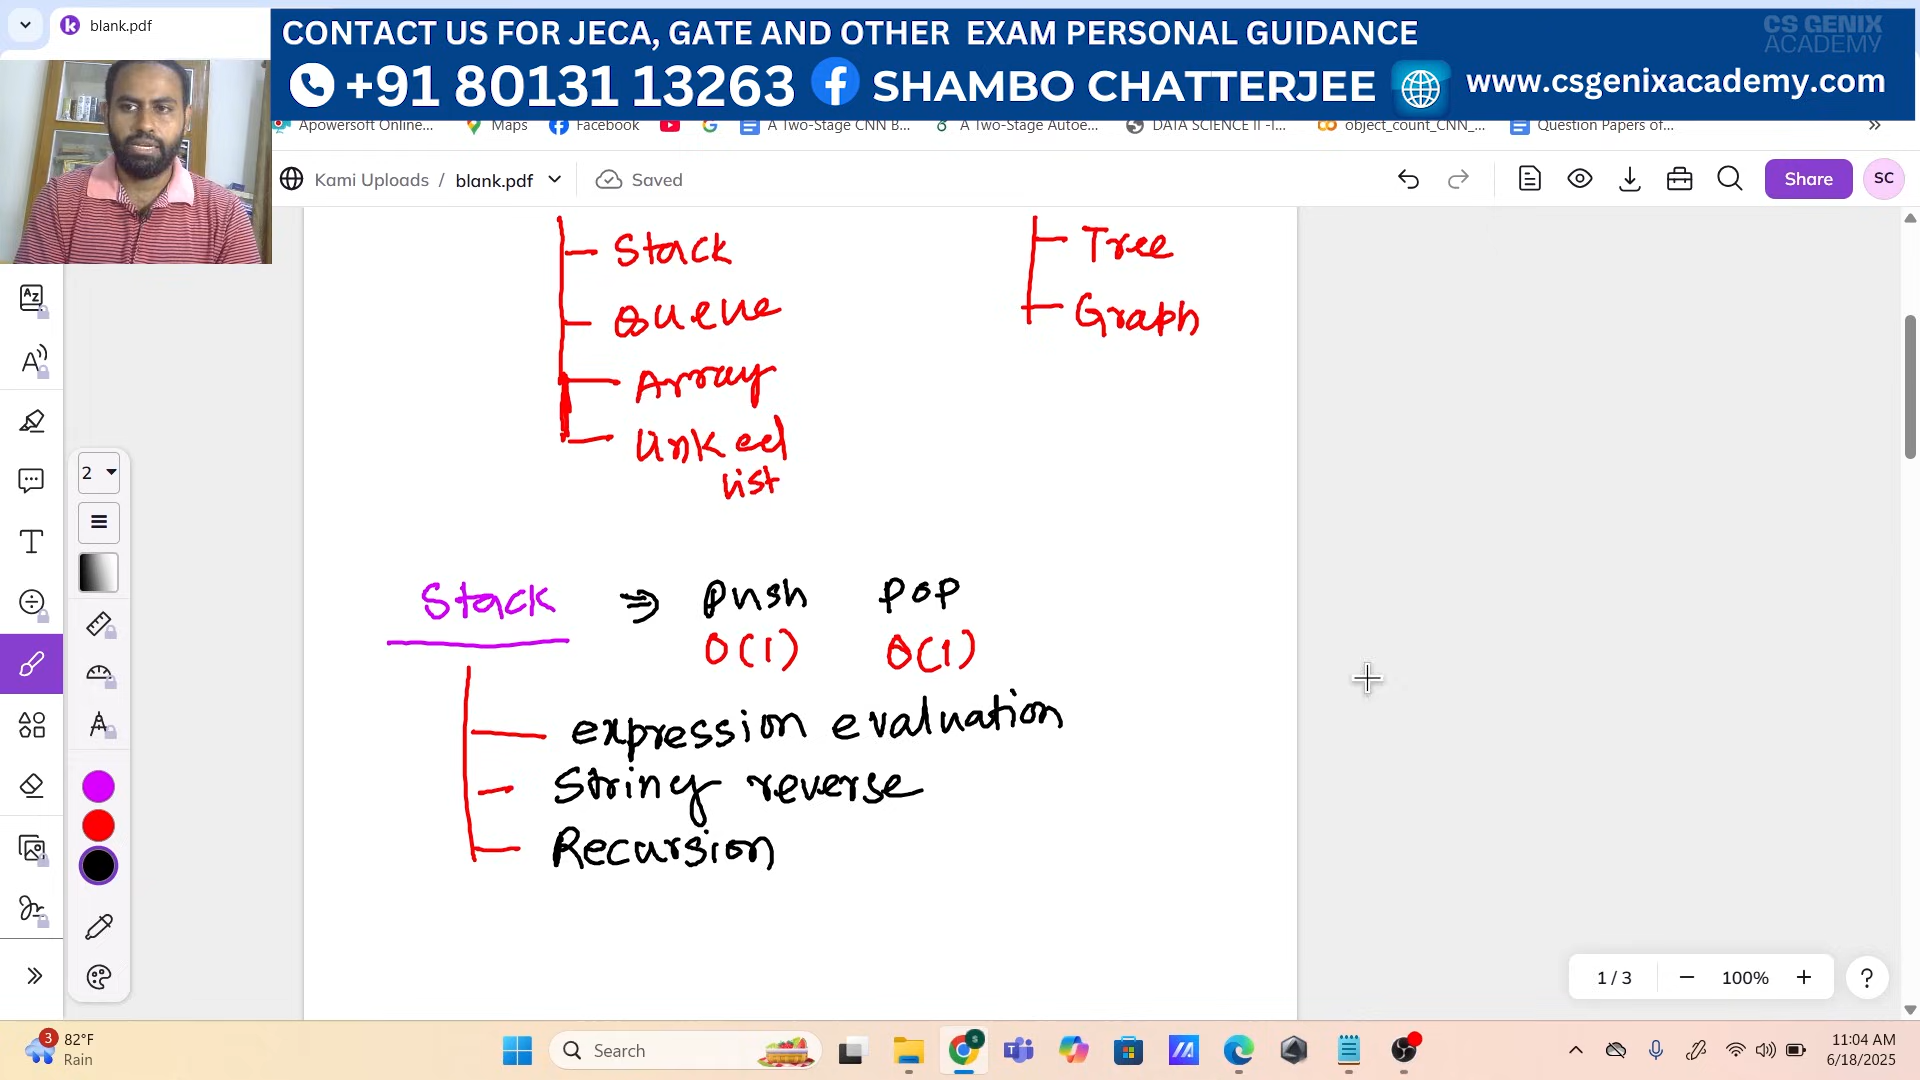 blank.pdf
CONTACT US FOR JECA, GATE AND OTHER EXAM PERSONAL GUIDANCE
CS GENIX
ACADEMY
+91 80131 13263 SHAMBO CHATTERJEE www.csgenixacademy.com
Apowersoft Online... Maps Facebook A Two-Stage CNN B... A Two-Stage Autoe... DATA SCIENCE II -I... object_count_CNN_... Question Papers of... »
Kami Uploads / blank.pdf Saved Share SC
Stack Tree
Queue Graph
Array
Linked
List
2
Stack ⇒ push pop
O(1) O(1)
expression evaluation
String reverse
Recursion
1 / 3 − 100% + ?
3 82°F
Rain
Search
11:04 AM
6/18/2025